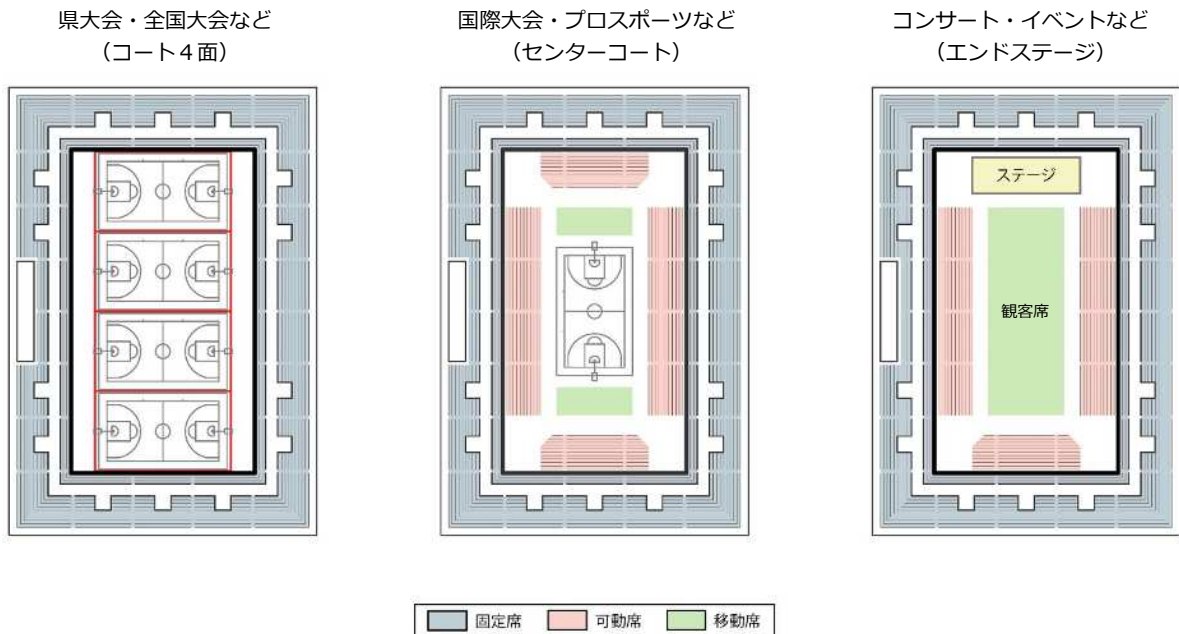 県大会・全国大会など
（コート４面）
国際大会・プロスポーツなど
（センターコート）
コンサート・イベントなど
（エンドステージ）
ステージ
観客席
固定席
可動席
移動席